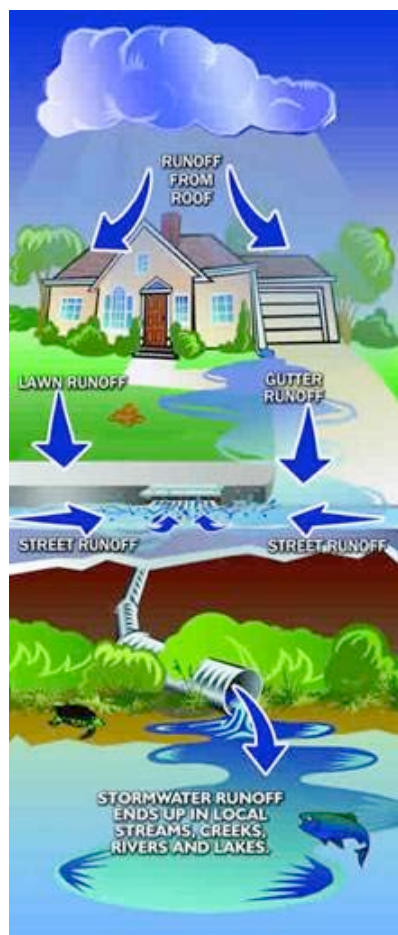 RUNOFF
FROM
ROOF
LAWN RUNOFF
GUTTER
RUNOFF
STREET RUNOFF
STREET RUNOFF
STORMWATER RUNOFF
ENDS UP IN LOCAL
STREAMS, CREEKS,
RIVERS AND LAKES.